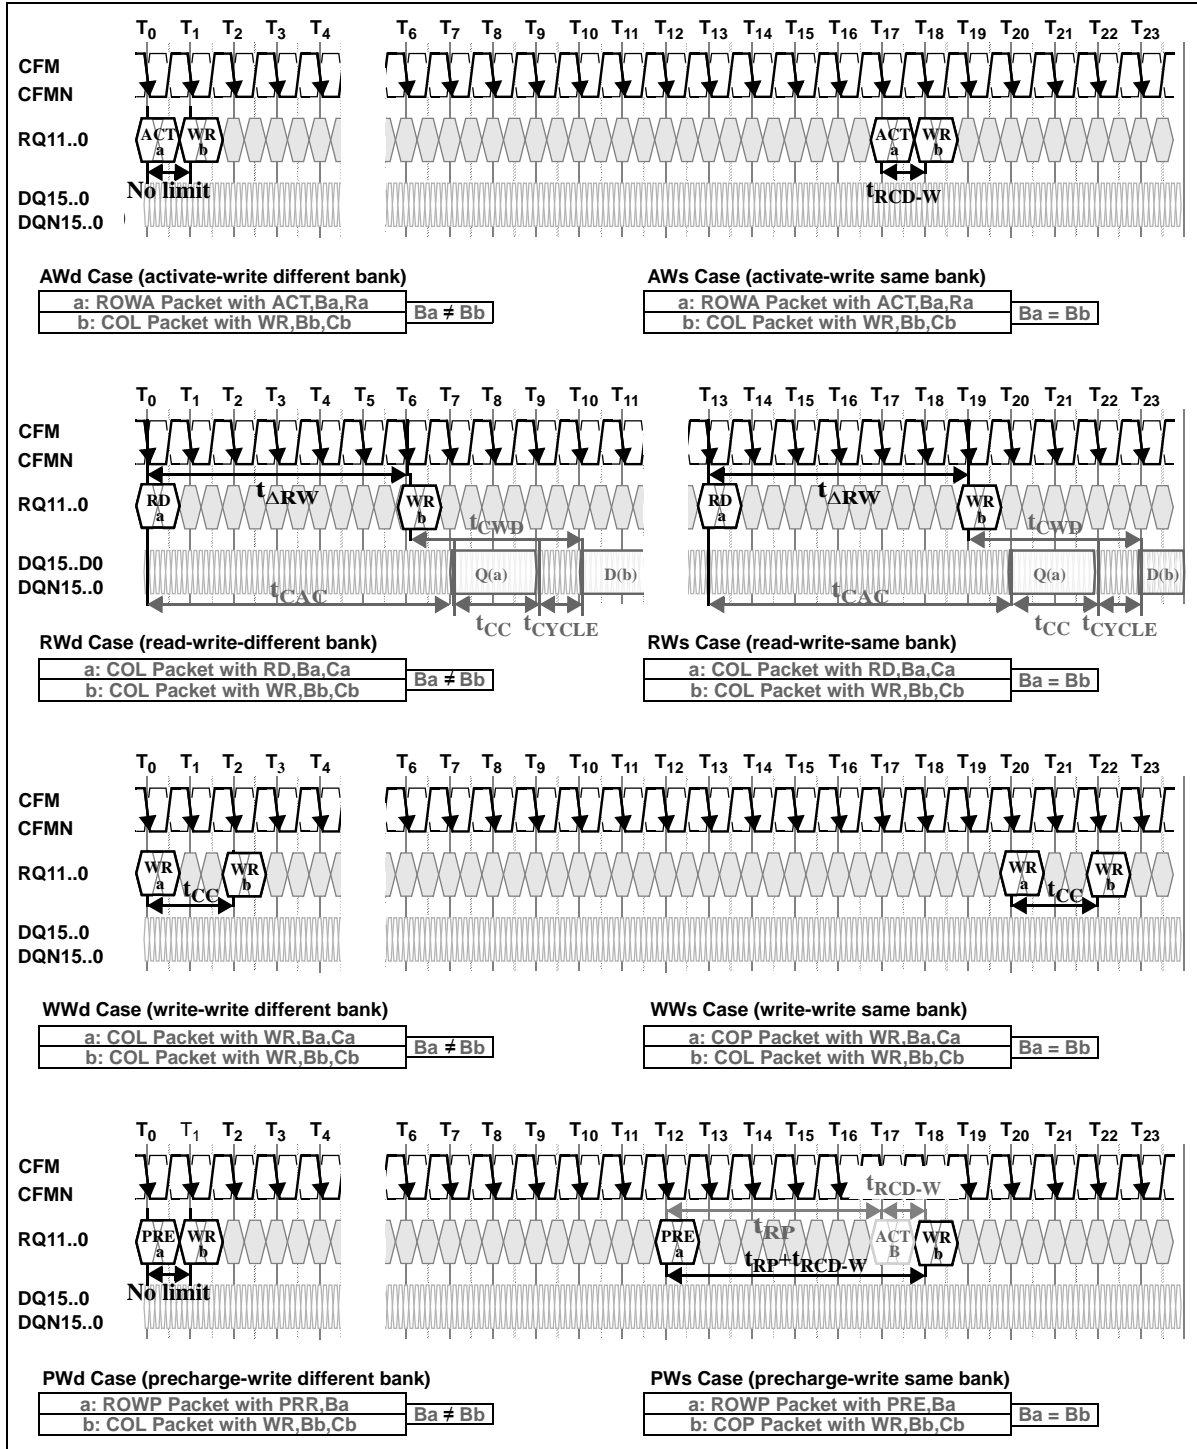 T0 T1 T2 T3 T4 T6 T7 T8 T9 T10 T11 T12 T13 T14 T15 T16 T17 T18 T19 T20 T21 T22 T23
CFM
CFMN
RQ11..0
ACT a WR b ACT a WR b
No limit tRCD-W
DQ15..0
DQN15..0
AWd Case (activate-write different bank) AWs Case (activate-write same bank)
a: ROWA Packet with ACT,Ba,Ra a: ROWA Packet with ACT,Ba,Ra
Ba ≠ Bb Ba = Bb
b: COL Packet with WR,Bb,Cb b: COL Packet with WR,Bb,Cb
T0 T1 T2 T3 T4 T5 T6 T7 T8 T9 T10 T11 T13 T14 T15 T16 T17 T18 T19 T20 T21 T22 T23
CFM
CFMN
tΔRW tΔRW
RQ11..0
RD a WR b RD a WR b
tCWD tCWD
DQ15..D0
DQN15..0
Q(a) D(b) Q(a) D(b)
tCAC tCAC
tCC tCYCLE tCC tCYCLE
RWd Case (read-write-different bank) RWs Case (read-write-same bank)
a: COL Packet with RD,Ba,Ca a: COL Packet with RD,Ba,Ca
Ba ≠ Bb Ba = Bb
b: COL Packet with WR,Bb,Cb b: COL Packet with WR,Bb,Cb
T0 T1 T2 T3 T4 T6 T7 T8 T9 T10 T11 T12 T13 T14 T15 T16 T17 T18 T19 T20 T21 T22 T23
CFM
CFMN
RQ11..0
WR a WR b WR a WR b
tCC tCC
DQ15..0
DQN15..0
WWd Case (write-write different bank) WWs Case (write-write same bank)
a: COL Packet with WR,Ba,Ca a: COP Packet with WR,Ba,Ca
Ba ≠ Bb Ba = Bb
b: COL Packet with WR,Bb,Cb b: COL Packet with WR,Bb,Cb
T0 T1 T2 T3 T4 T6 T7 T8 T9 T10 T11 T12 T13 T14 T15 T16 T17 T18 T19 T20 T21 T22 T23
CFM
CFMN
tRCD-W
RQ11..0
PRE a WR b PRE a tRP ACT B WR b
No limit tRP+tRCD-W
DQ15..0
DQN15..0
PWd Case (precharge-write different bank) PWs Case (precharge-write same bank)
a: ROWP Packet with PRR,Ba a: ROWP Packet with PRE,Ba
Ba ≠ Bb Ba = Bb
b: COL Packet with WR,Bb,Cb b: COP Packet with WR,Bb,Cb